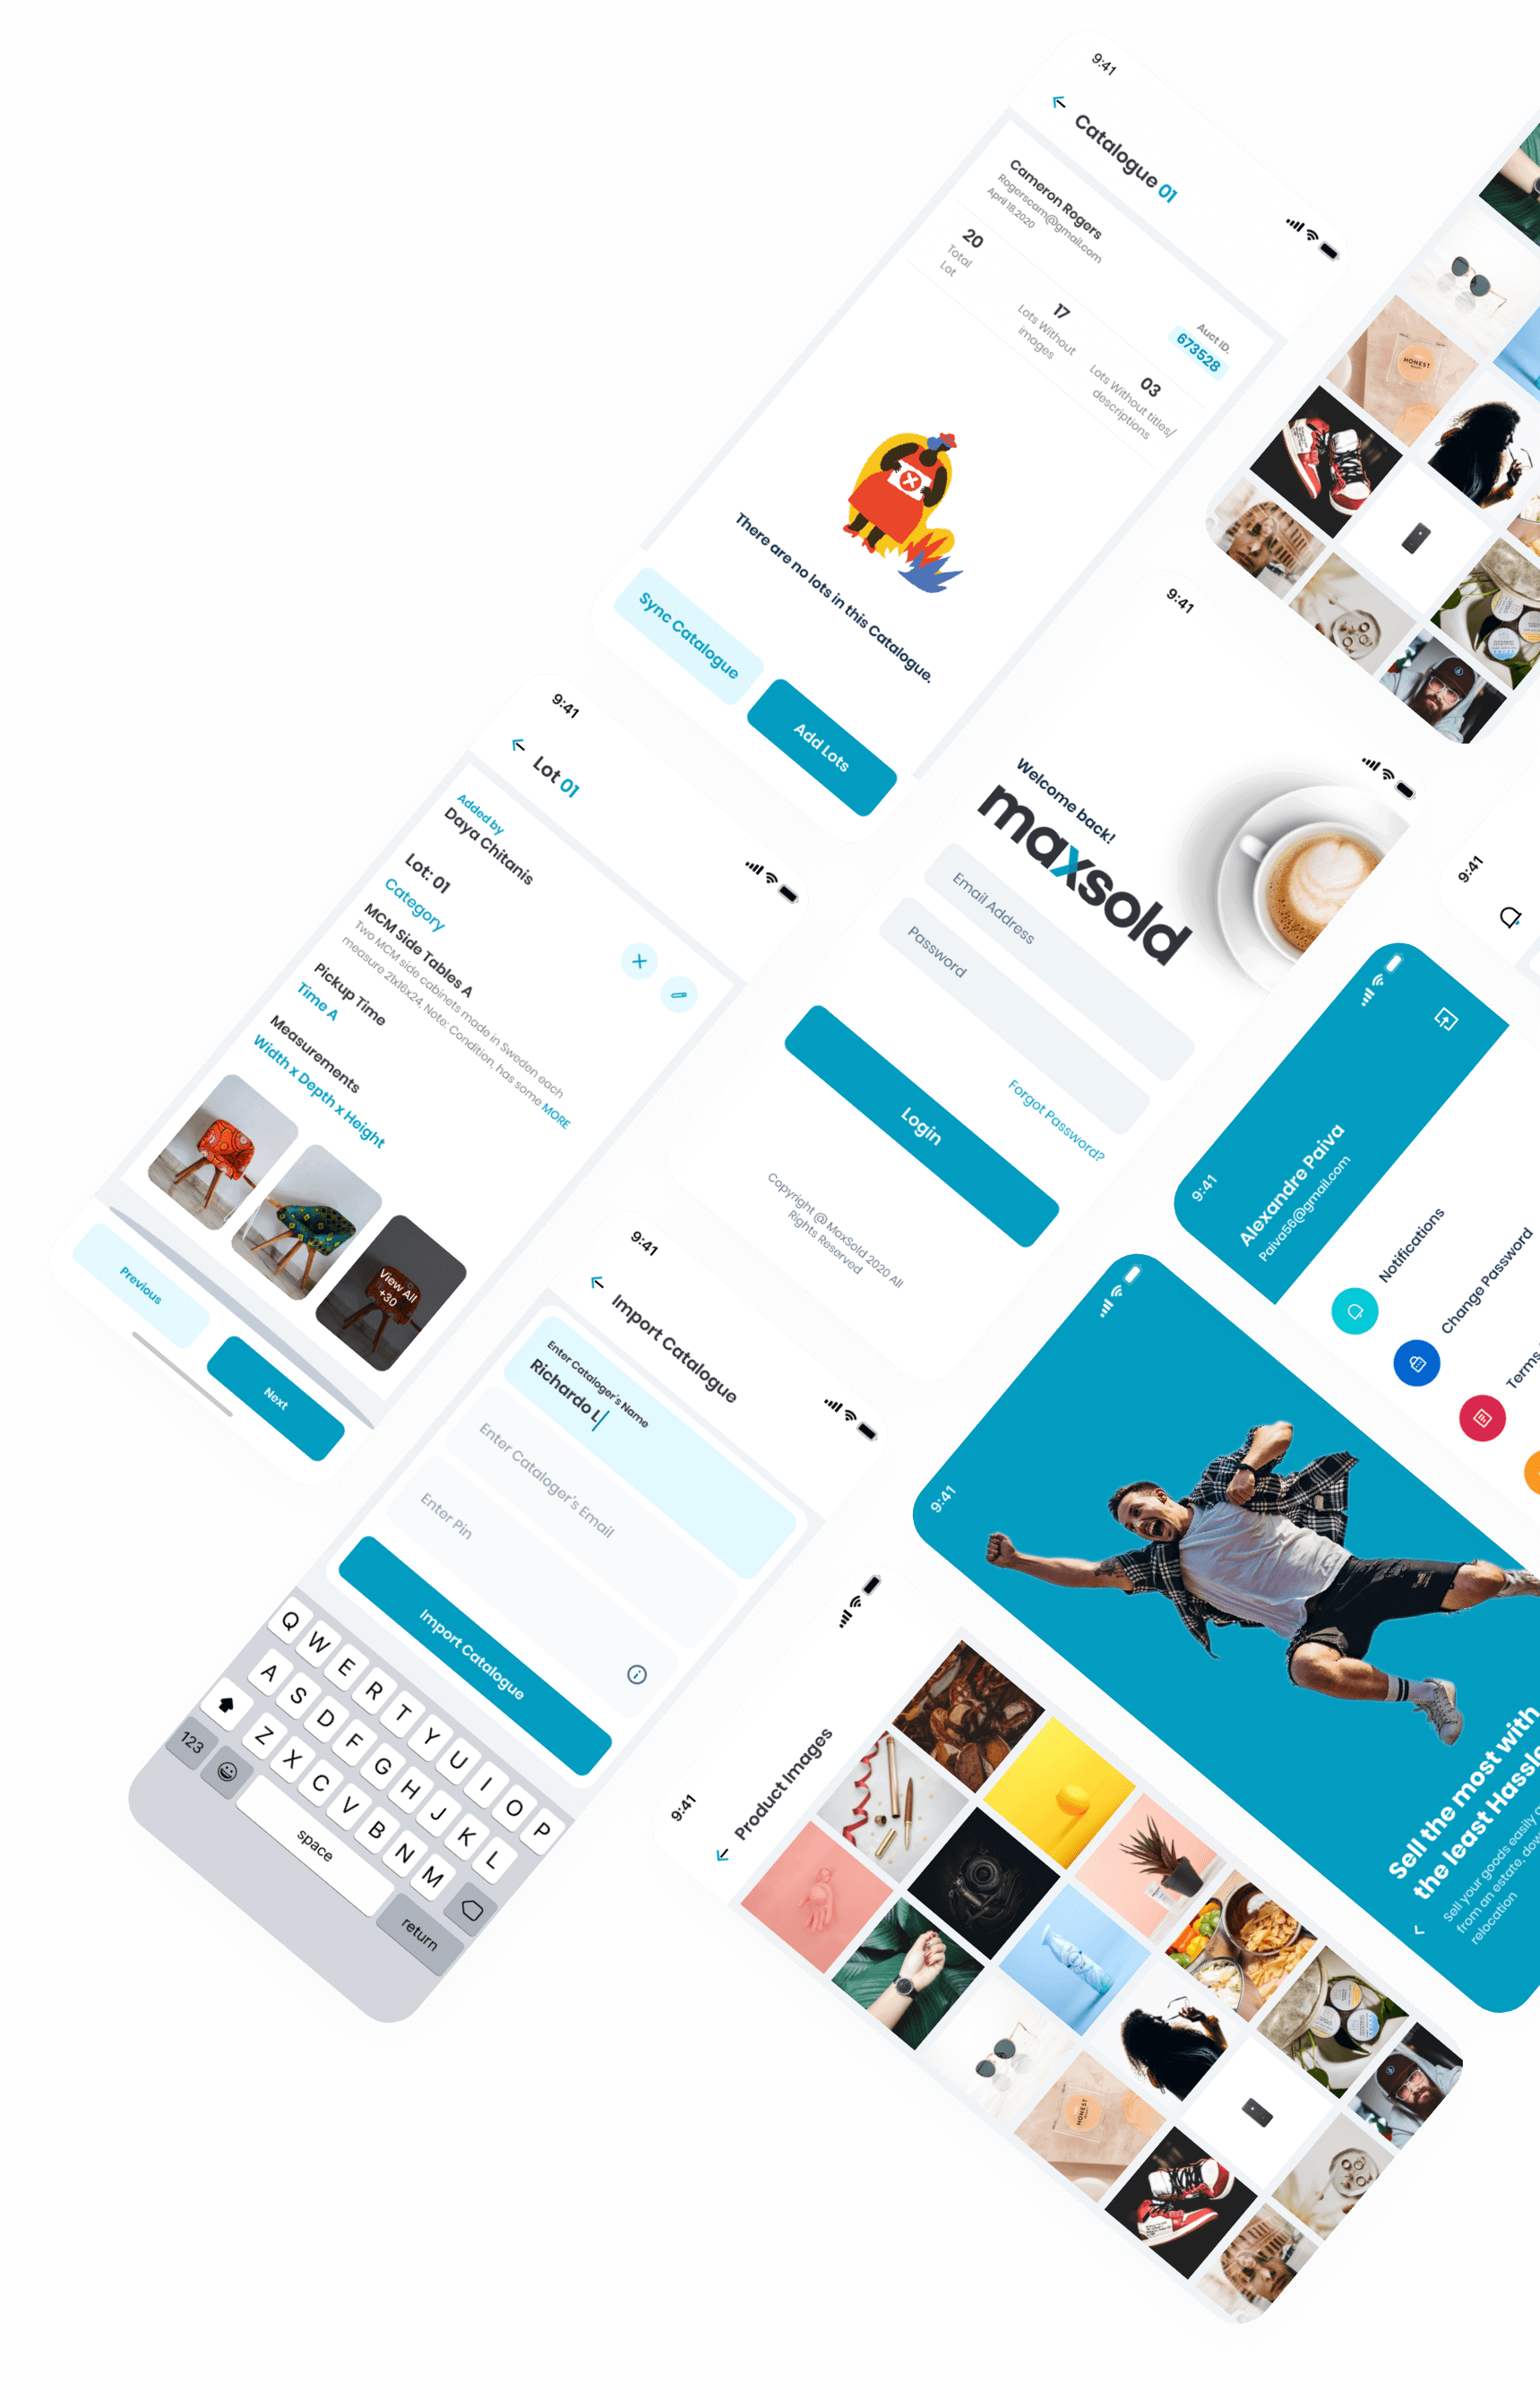 9:41
Catalogue 01
Cameron Rogers
Rogerscam@gmail.com
April 18,2020
Auct ID.
673528
20
Total
Lot
17
Lots Without
images
03
Lots Without titles/
descriptions
There are no lots in this Catalogue.
Sync Catalogue
Add Lots
HONEST
9:41
Lot 01
Added by
Daya Chitanis
Lot: 01
Category
MCM Side Tables A
Two MCM side cabinets made in Sweden each
measure 21x16x24, Note: Condition, has some MORE
Pickup Time
Time A
Measurements
Width x Depth x Height
View All
+30
Previous
Next
9:41
Welcome back!
maxsold
Email Address
Password
Forgot Password?
Login
Copyright @ MaxSold 2020 All
Rights Reserved
9:41
9:41
Alexandre Paiva
Paiva56@gmail.com
Notifications
Change Password
Terms
9:41
Import Catalogue
Enter Cataloger's Name
Richardo L
Enter Cataloger's Email
Enter Pin
Import Catalogue
Q W E R T Y U I O P
A S D F G H J K L
Z X C V B N M
123
space
return
9:41
Sell the most with
the least Hassle
Sell your goods easily
from an estate,
relocation
9:41
Product Images
HONEST